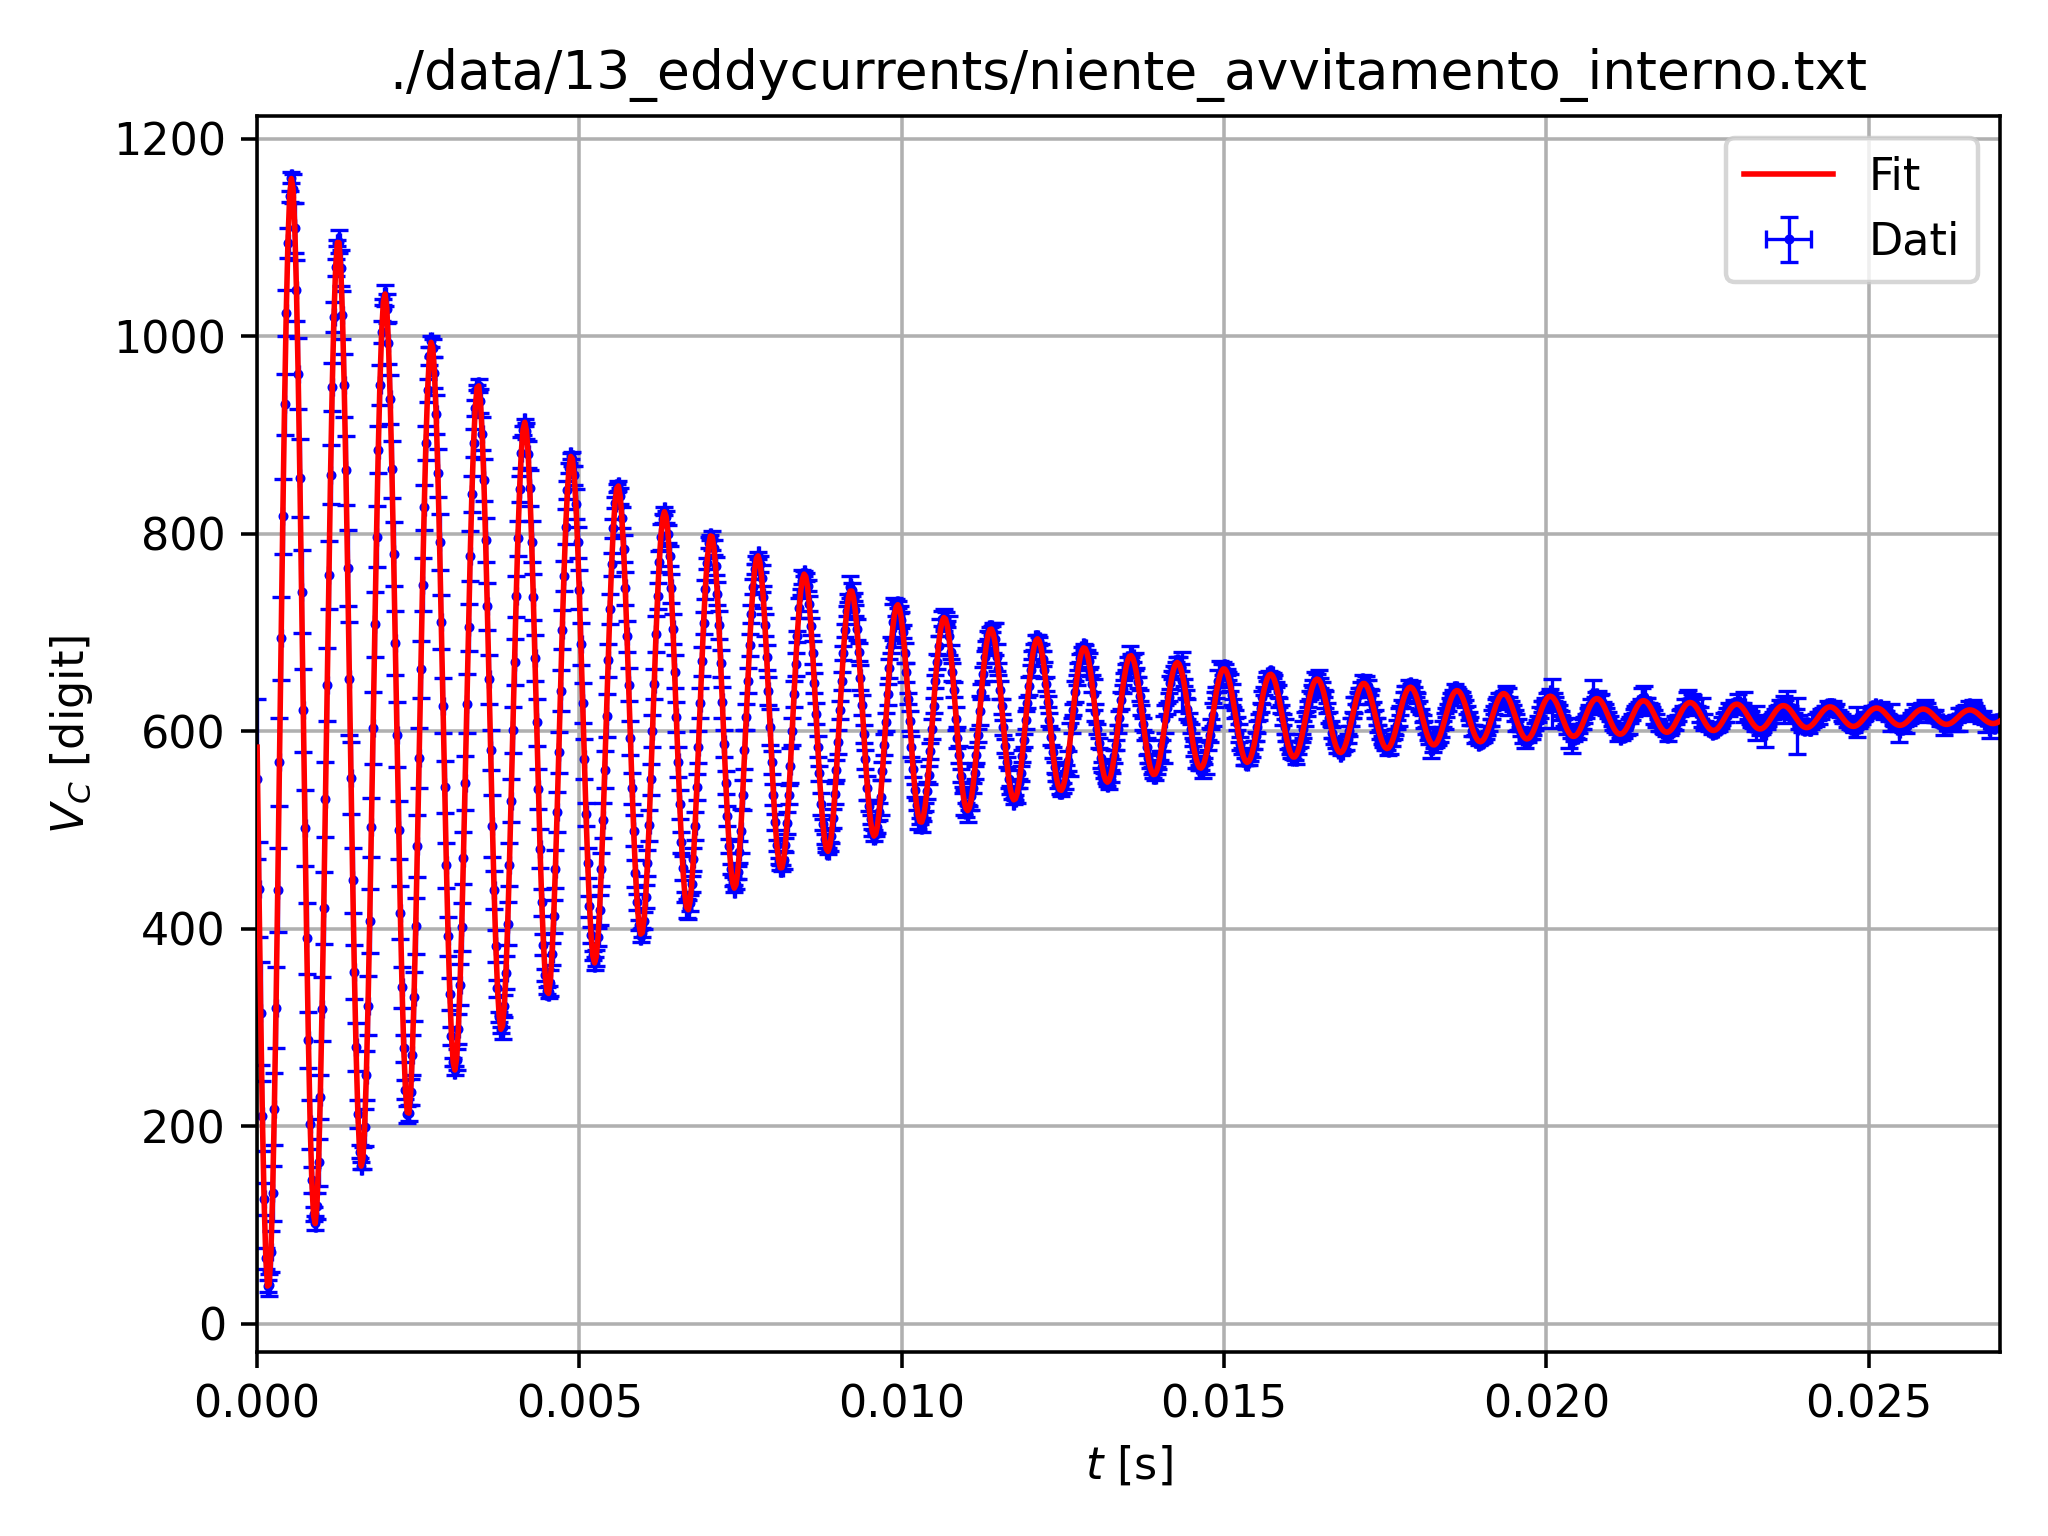 ./data/13_eddycurrents/niente_avvitamento_interno.txt
1200
1000
800
600
400
200
0
V_C [digit]
Fit
Dati
0.000 0.005 0.010 0.015 0.020 0.025
t [s]